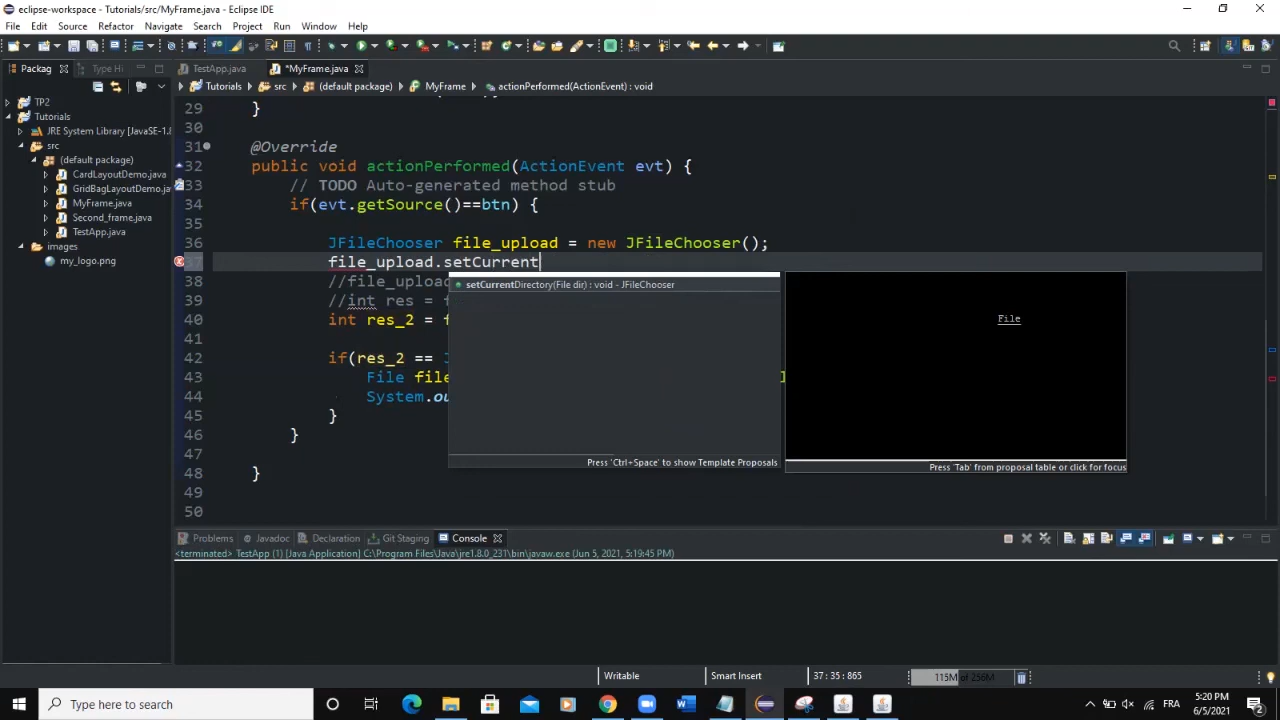 eclipse-workspace - Tutorials/src/MyFrame.java - Eclipse IDE
File Edit Source Refactor Navigate Search Project Run Window Help
Packag Type Hi
TestApp.java *MyFrame.java
Tutorials src (default package) MyFrame actionPerformed(ActionEvent) : void
TP2
Tutorials
JRE System Library [JavaSE-1.
src
(default package)
CardLayoutDemo.java
GridBagLayoutDemo.ja
MyFrame.java
Second_frame.java
TestApp.java
images
my_logo.png
29 }
30
31 @Override
32 public void actionPerformed(ActionEvent evt) {
33 // TODO Auto-generated method stub
34 if(evt.getSource()==btn) {
35
36 JFileChooser file_upload = new JFileChooser();
37 file_upload.setCurrent
38 //file_upload
39 //int res = f
40 int res_2 = f
41
42 if(res_2 == J
43 File file
44 System.ou
45 }
46 }
47
48 }
49
50
setCurrentDirectory(File dir) : void - JFileChooser
Press 'Ctrl+Space' to show Template Proposals
File
Press 'Tab' from proposal table or click for focus
Problems Javadoc Declaration Git Staging Console
<terminated> TestApp (1) [Java Application] C:\Program Files\Java\jre1.8.0_231\bin\javaw.exe (Jun 5, 2021, 5:19:45 PM)
Writable Smart Insert 37 : 35 : 865 115M of 256M
Type here to search
FRA 5:20 PM
6/5/2021
2